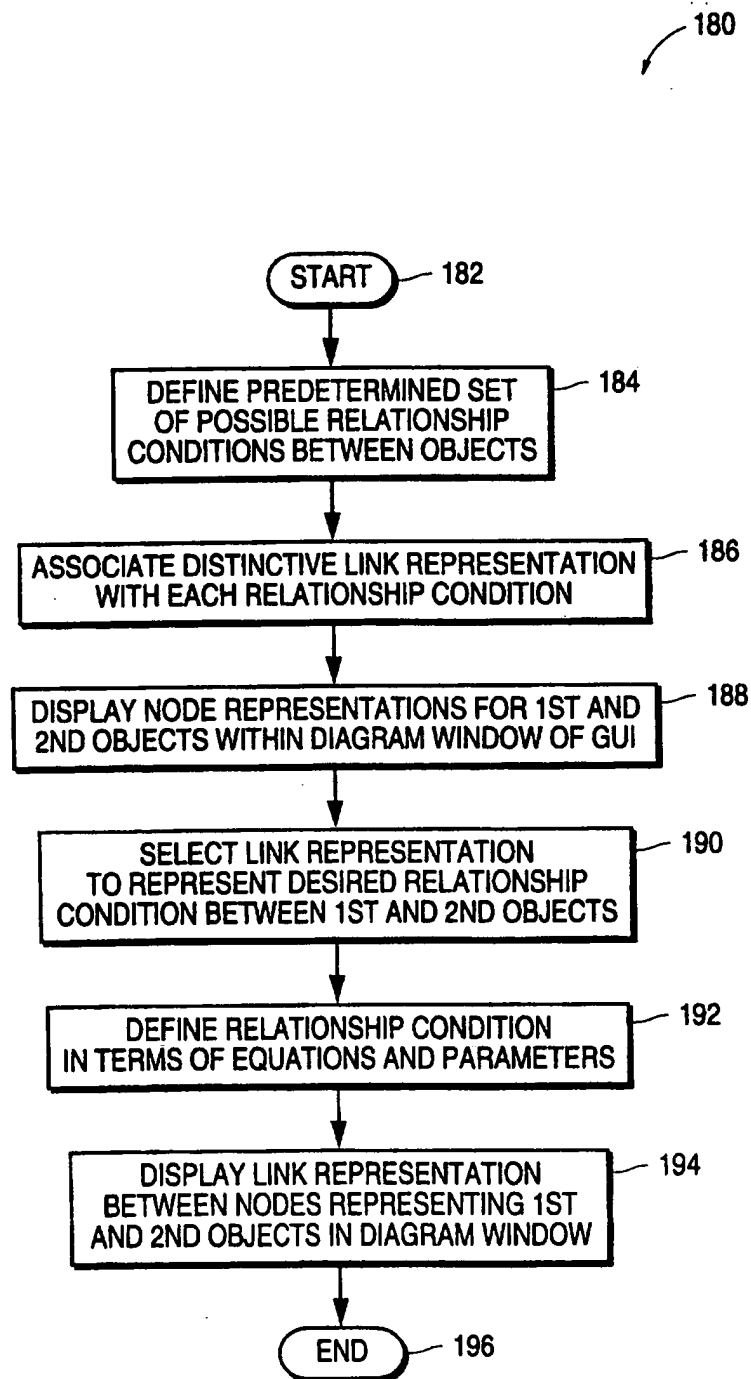 180
START
182
DEFINE PREDETERMINED SET
OF POSSIBLE RELATIONSHIP
CONDITIONS BETWEEN OBJECTS
184
ASSOCIATE DISTINCTIVE LINK REPRESENTATION
WITH EACH RELATIONSHIP CONDITION
186
DISPLAY NODE REPRESENTATIONS FOR 1ST AND
2ND OBJECTS WITHIN DIAGRAM WINDOW OF GUI
188
SELECT LINK REPRESENTATION
TO REPRESENT DESIRED RELATIONSHIP
CONDITION BETWEEN 1ST AND 2ND OBJECTS
190
DEFINE RELATIONSHIP CONDITION
IN TERMS OF EQUATIONS AND PARAMETERS
192
DISPLAY LINK REPRESENTATION
BETWEEN NODES REPRESENTING 1ST
AND 2ND OBJECTS IN DIAGRAM WINDOW
194
END
196